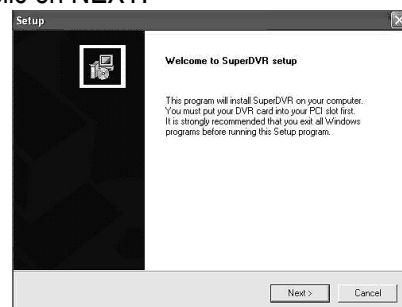 on NEXT.
Setup
Welcome to SuperDVR setup
This program will install SuperDVR on your computer.
You must put your DVR card into your PCI slot first.
It is strongly recommended that you exit all Windows
programs before running this Setup program.
Next >
Cancel